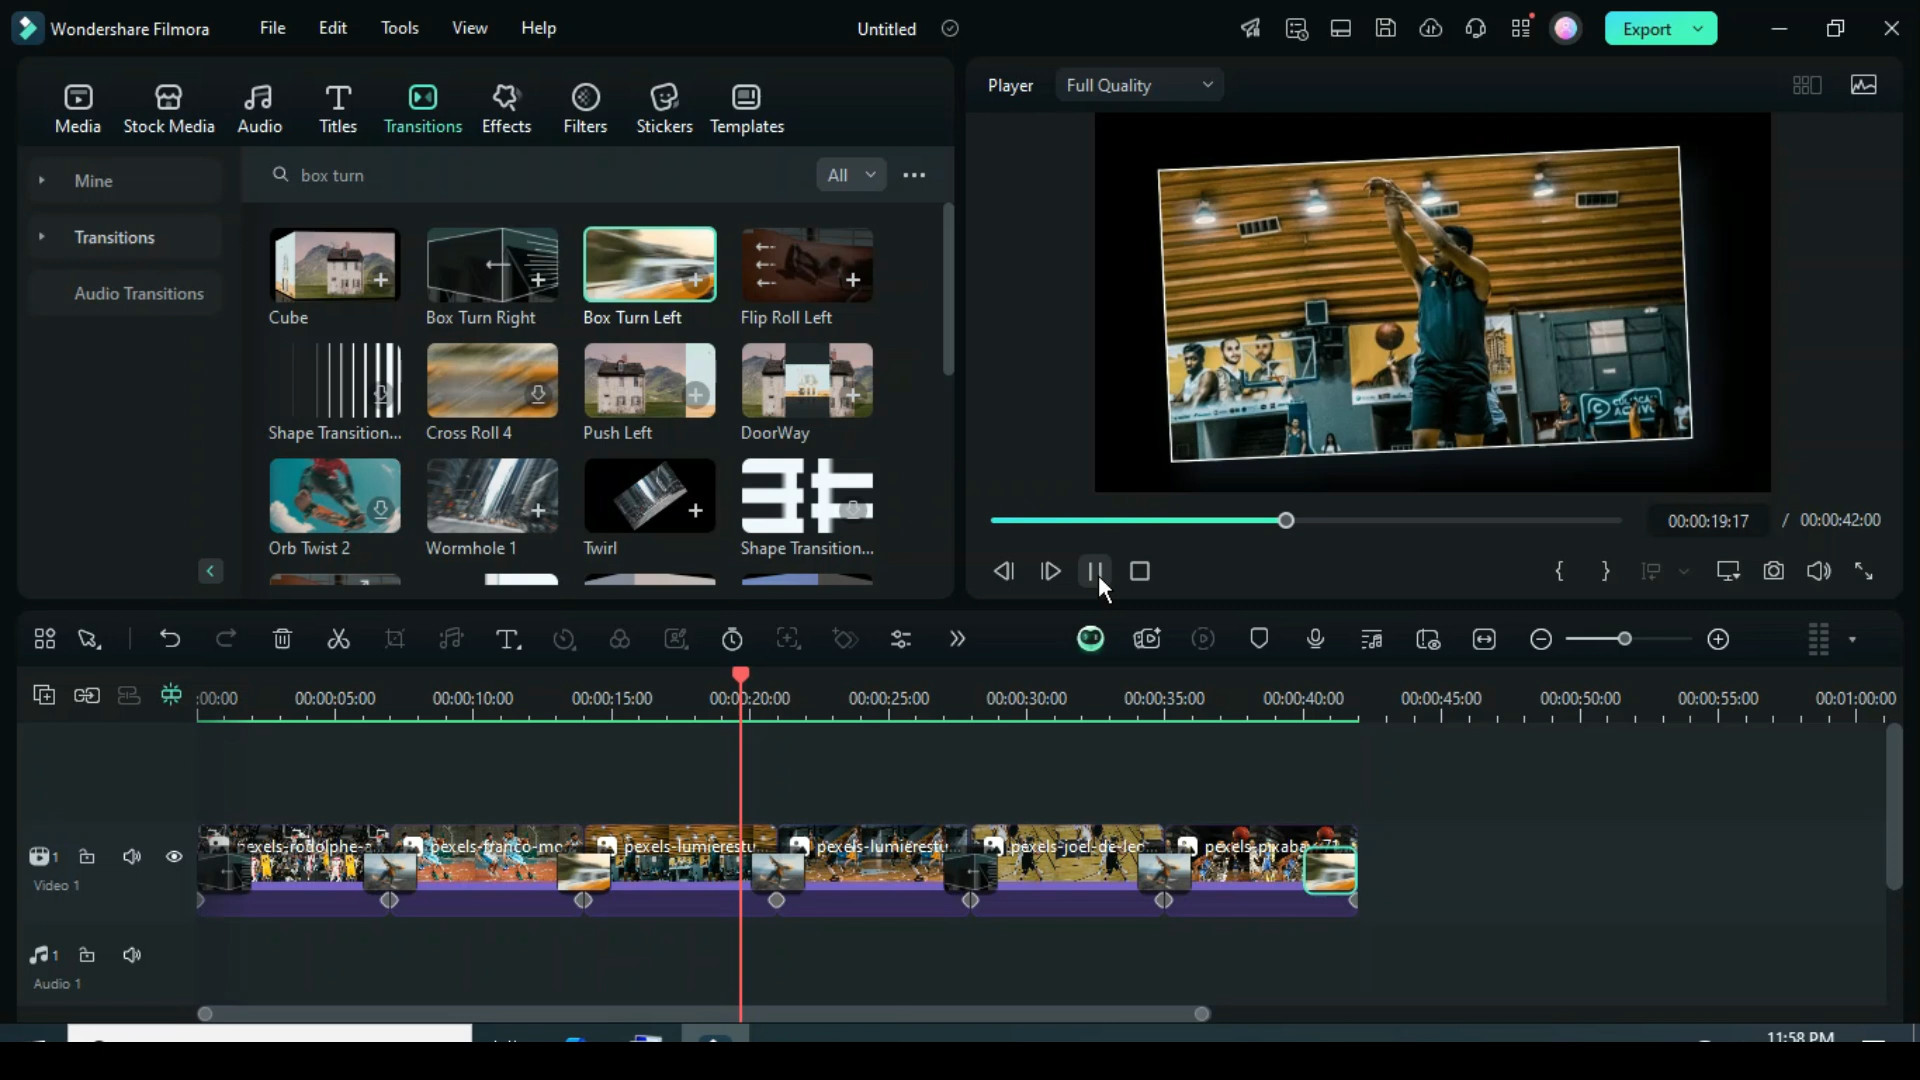 Wondershare Filmora
File
Edit
Tools
View
Help
Untitled
Export
Media
Stock Media
Audio
Titles
Transitions
Effects
Filters
Stickers
Templates
Player
Full Quality
Mine
Transitions
Audio Transitions
box turn
All
Cube
Box Turn Right
Box Turn Left
Flip Roll Left
Shape Transition...
Cross Roll 4
Push Left
DoorWay
Orb Twist 2
Wormhole 1
Twirl
Shape Transition...
00:00:19:17 / 00:00:42:00
:00:00
00:00:05:00
00:00:10:00
00:00:15:00
00:00:20:00
00:00:25:00
00:00:30:00
00:00:35:00
00:00:40:00
00:00:45:00
00:00:50:00
00:00:55:00
00:01:00:00
pexels-rodolphe-
pexels-franco-mo
pexels-lumierestu
pexels-lumierestu
pexels-joel-de-leo
pexels-pixaba
1
Video 1
1
Audio 1
11:58 PM